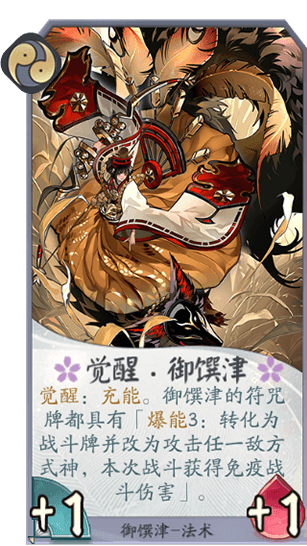 觉醒·御馔津
觉醒：充能。御馔津的符咒
牌都具有「爆能3：转化为
战斗牌并改为攻击任一敌方
式神，本次战斗获得免疫战
斗伤害」。
+1
御馔津-法术
+1